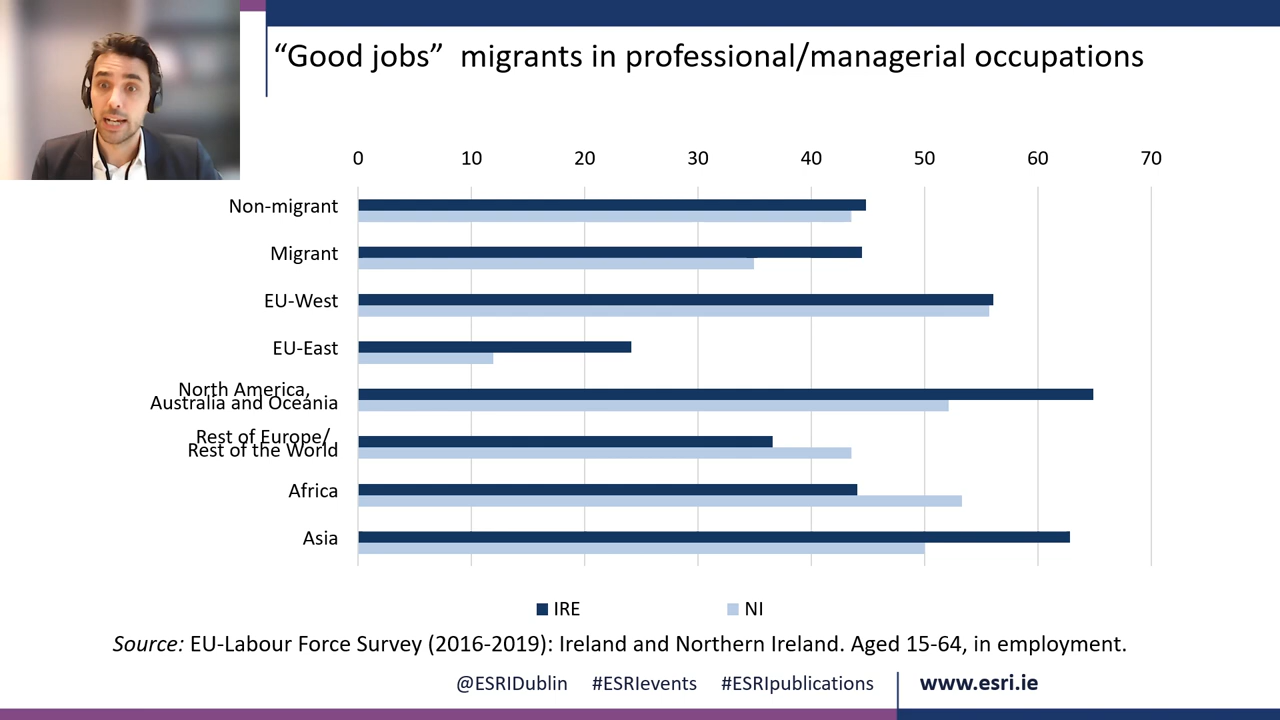 “Good jobs”  migrants in professional/managerial occupations
0 10 20 30 40 50 60 70
Non-migrant
Migrant
EU-West
EU-East
North America,
Australia and Oceania
Rest of Europe/
Rest of the World
Africa
Asia
IRE NI
Source: EU-Labour Force Survey (2016-2019): Ireland and Northern Ireland. Aged 15-64, in employment.
@ESRIDublin #ESRIevents #ESRIpublications www.esri.ie